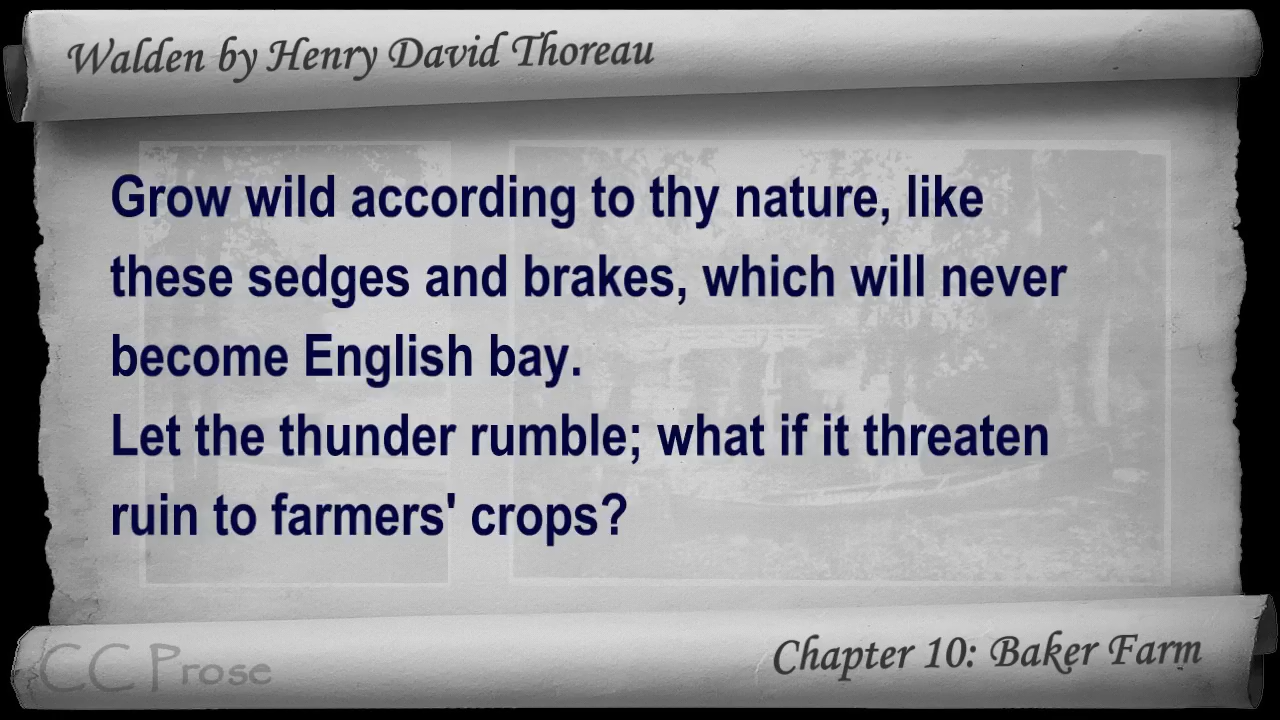 Walden by Henry David Thoreau
Grow wild according to thy nature, like
these sedges and brakes, which will never
become English bay.
Let the thunder rumble; what if it threaten
ruin to farmers' crops?
CC Prose
Chapter 10: Baker Farm